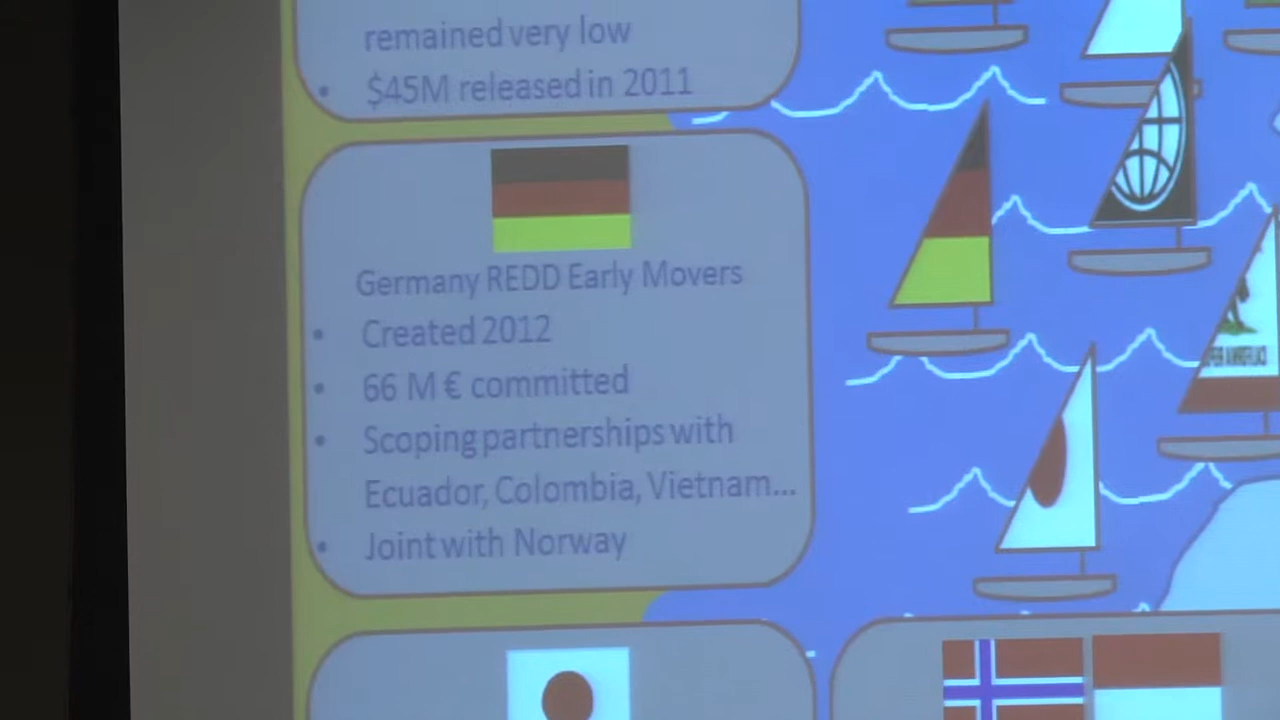 remained very low
• $45M released in 2011
Germany REDD Early Movers
• Created 2012
• 66 M € committed
• Scoping partnerships with
Ecuador, Colombia, Vietnam...
• Joint with Norway